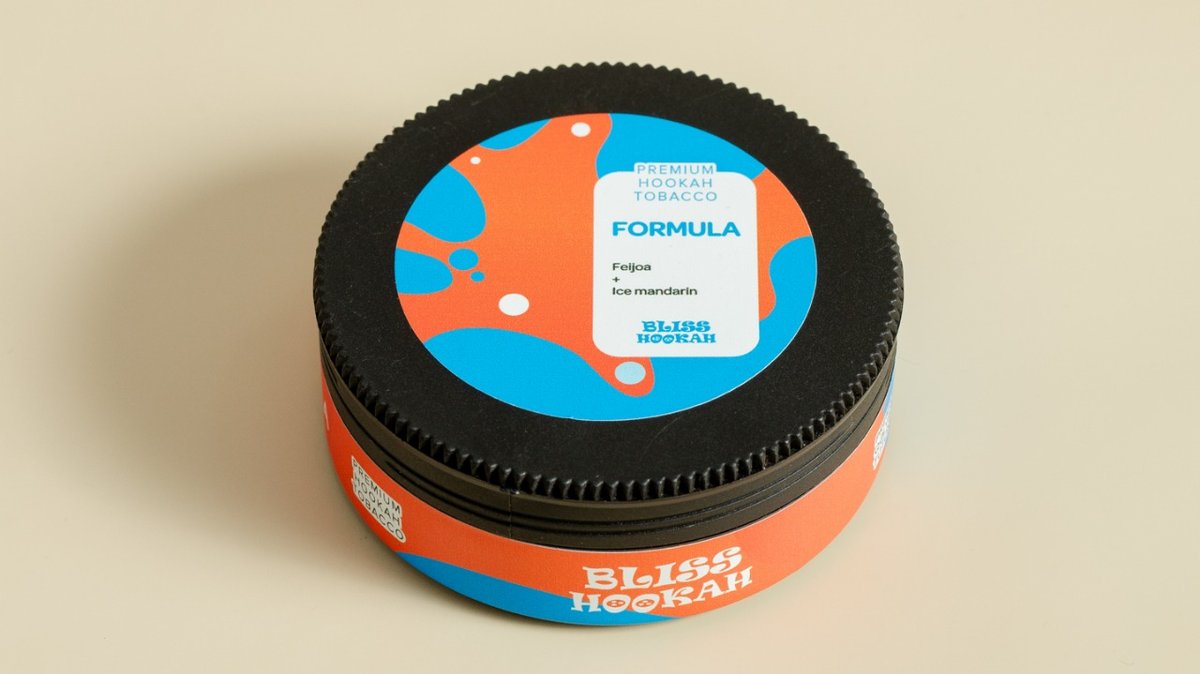 PREMIUM
HOOKAH
TOBACCO
FORMULA
Feijoa
+
Ice mandarin
BLISS
HOOKAH
PREMIUM
HOOKAH
TOBACCO
BLISS
HOOKAH